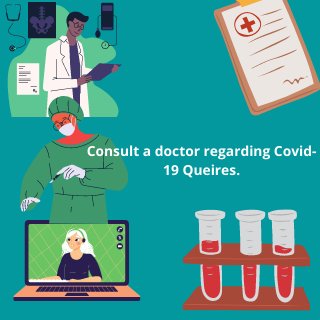 Consult a doctor regarding Covid-
19 Queires.